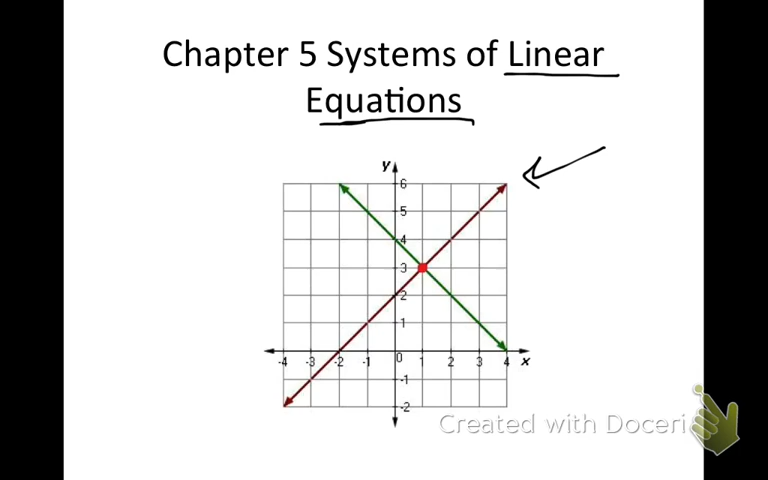 Chapter 5 Systems of Linear
Equations
y
6
5
4
3
2
1
-4 -3 -2 -1 0 1 2 3 4 x
-1
-2
Created with Doceri